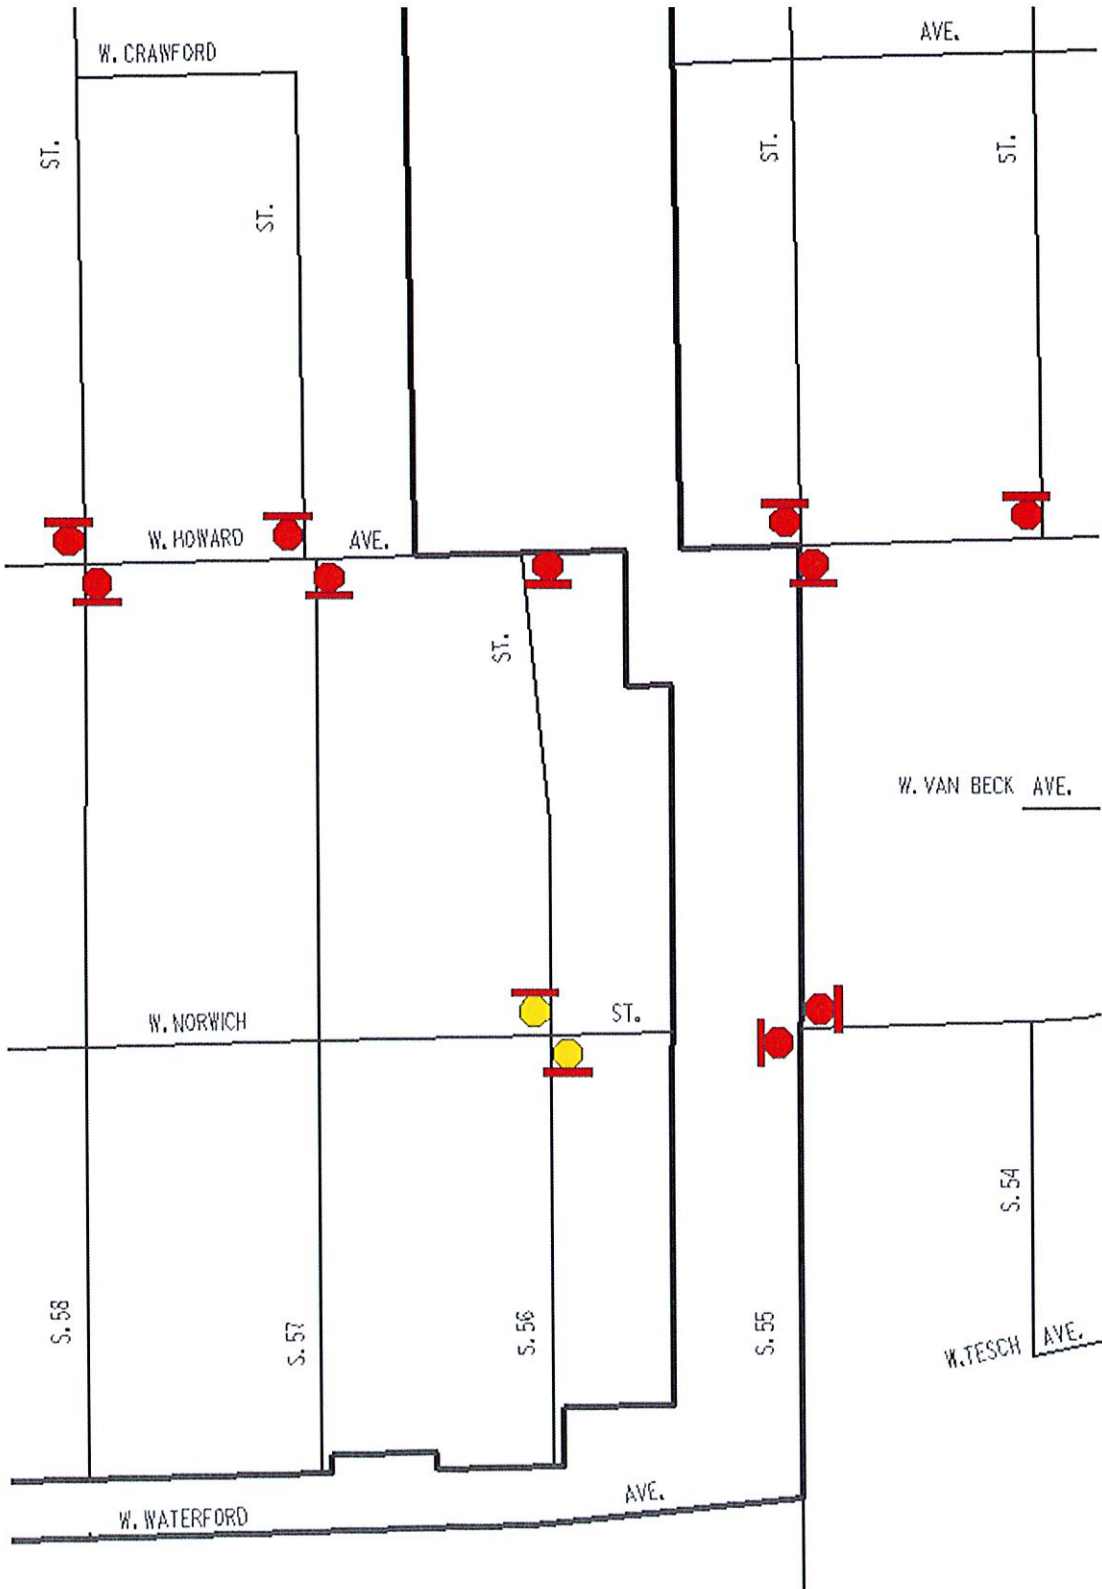 W. CRAWFORD
AVE.
ST.
ST.
ST.
ST.
W. HOWARD AVE.
ST.
W. VAN BECK AVE.
W. NORWICH ST.
S. 54
S. 58
S. 57
S. 56
S. 55
W. TESCH AVE.
W. WATERFORD AVE.